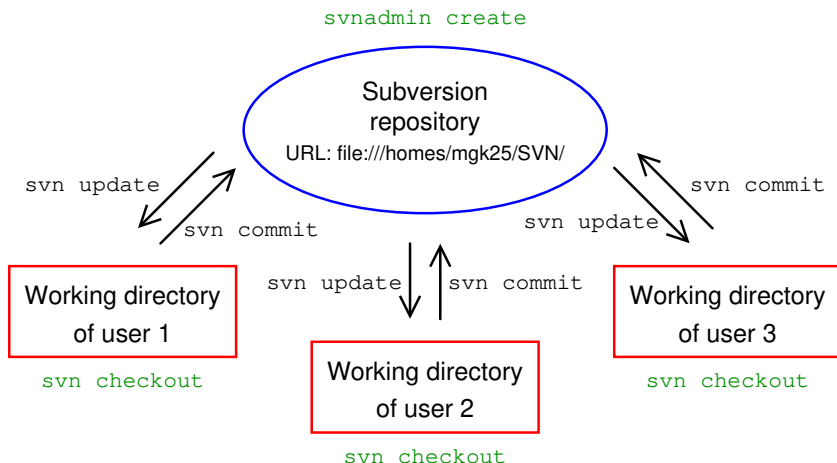 svnadmin create
Subversion
repository
URL: file:///homes/mgk25/SVN/
svn update
svn commit
svn commit
svn update
Working directory
of user 1
svn checkout
svn update
svn commit
Working directory
of user 2
svn checkout
Working directory
of user 3
svn checkout